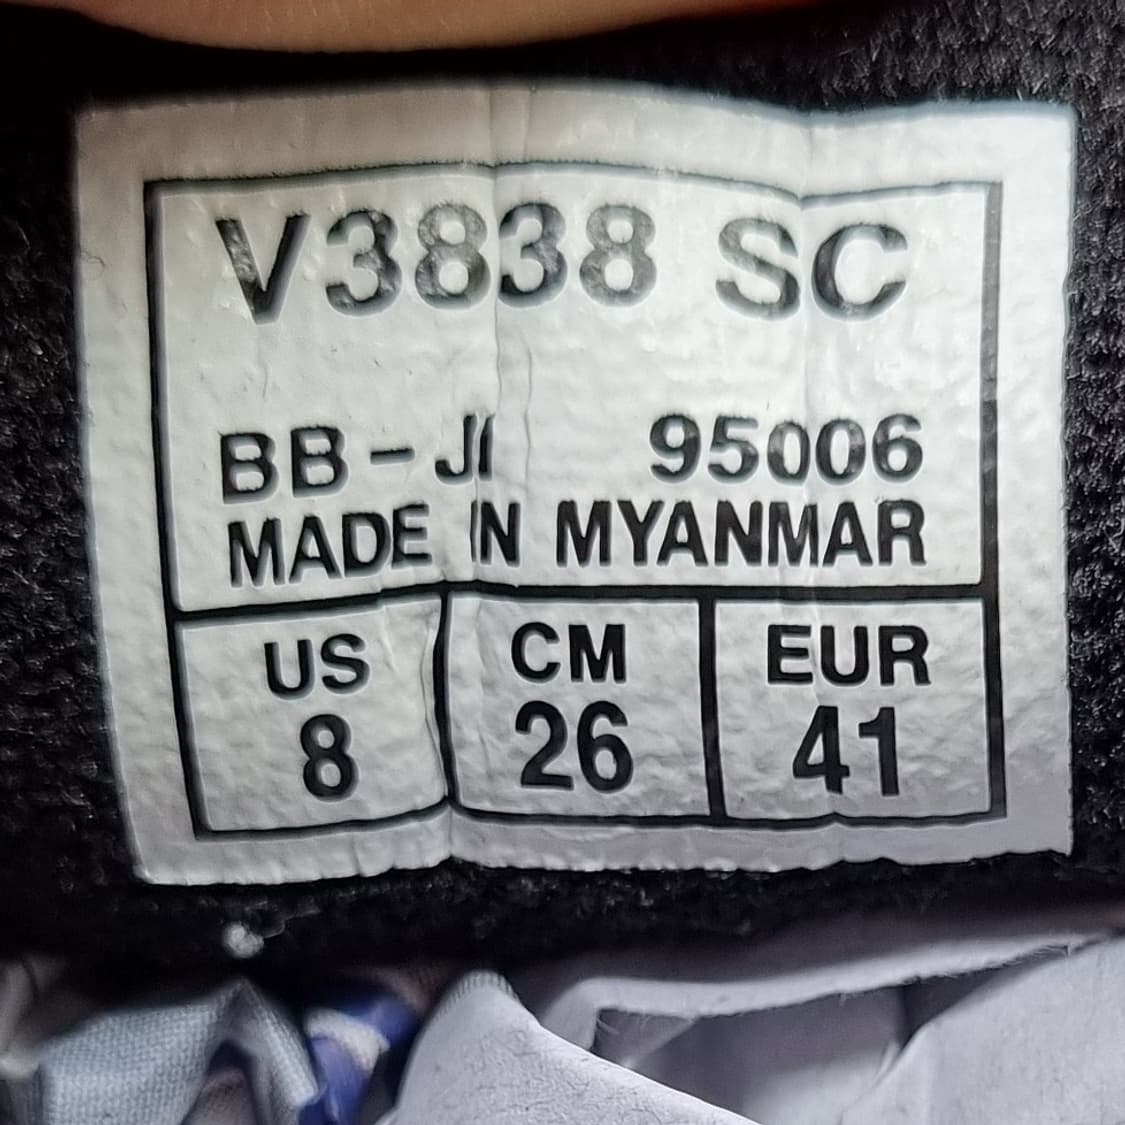 V3838 SC
BB-JI 95006
MADE IN MYANMAR
US CM EUR
8 26 41